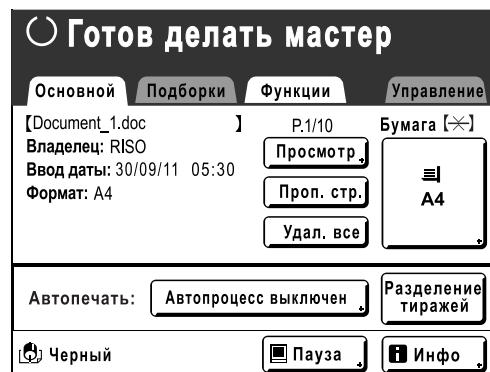 Готов делать мастер
Основной Подборки Функции Управление
【Document_1.doc 】 P.1/10 Бумага【】
Владелец: RISO Просмотр
Ввод даты: 30/09/11 05:30
Формат: A4 Проп. стр. A4
Удал. все
Автопечать: Автопроцесс выключен Разделение
тиражей
Черный Пауза Инфо